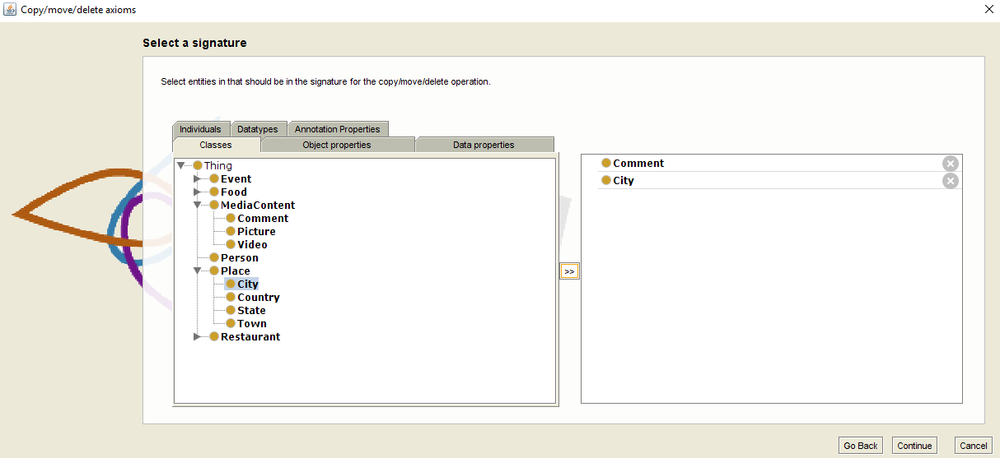 Copy/move/delete axioms
Select a signature
Select entities in that should be in the signature for the copy/move/delete operation.
Individuals Datatypes Annotation Properties
Classes Object properties Data properties
Thing
Event
Food
MediaContent
Comment
Picture
Video
Person
Place
City
Country
State
Town
Restaurant
>>
Comment
City
Go Back Continue Cancel